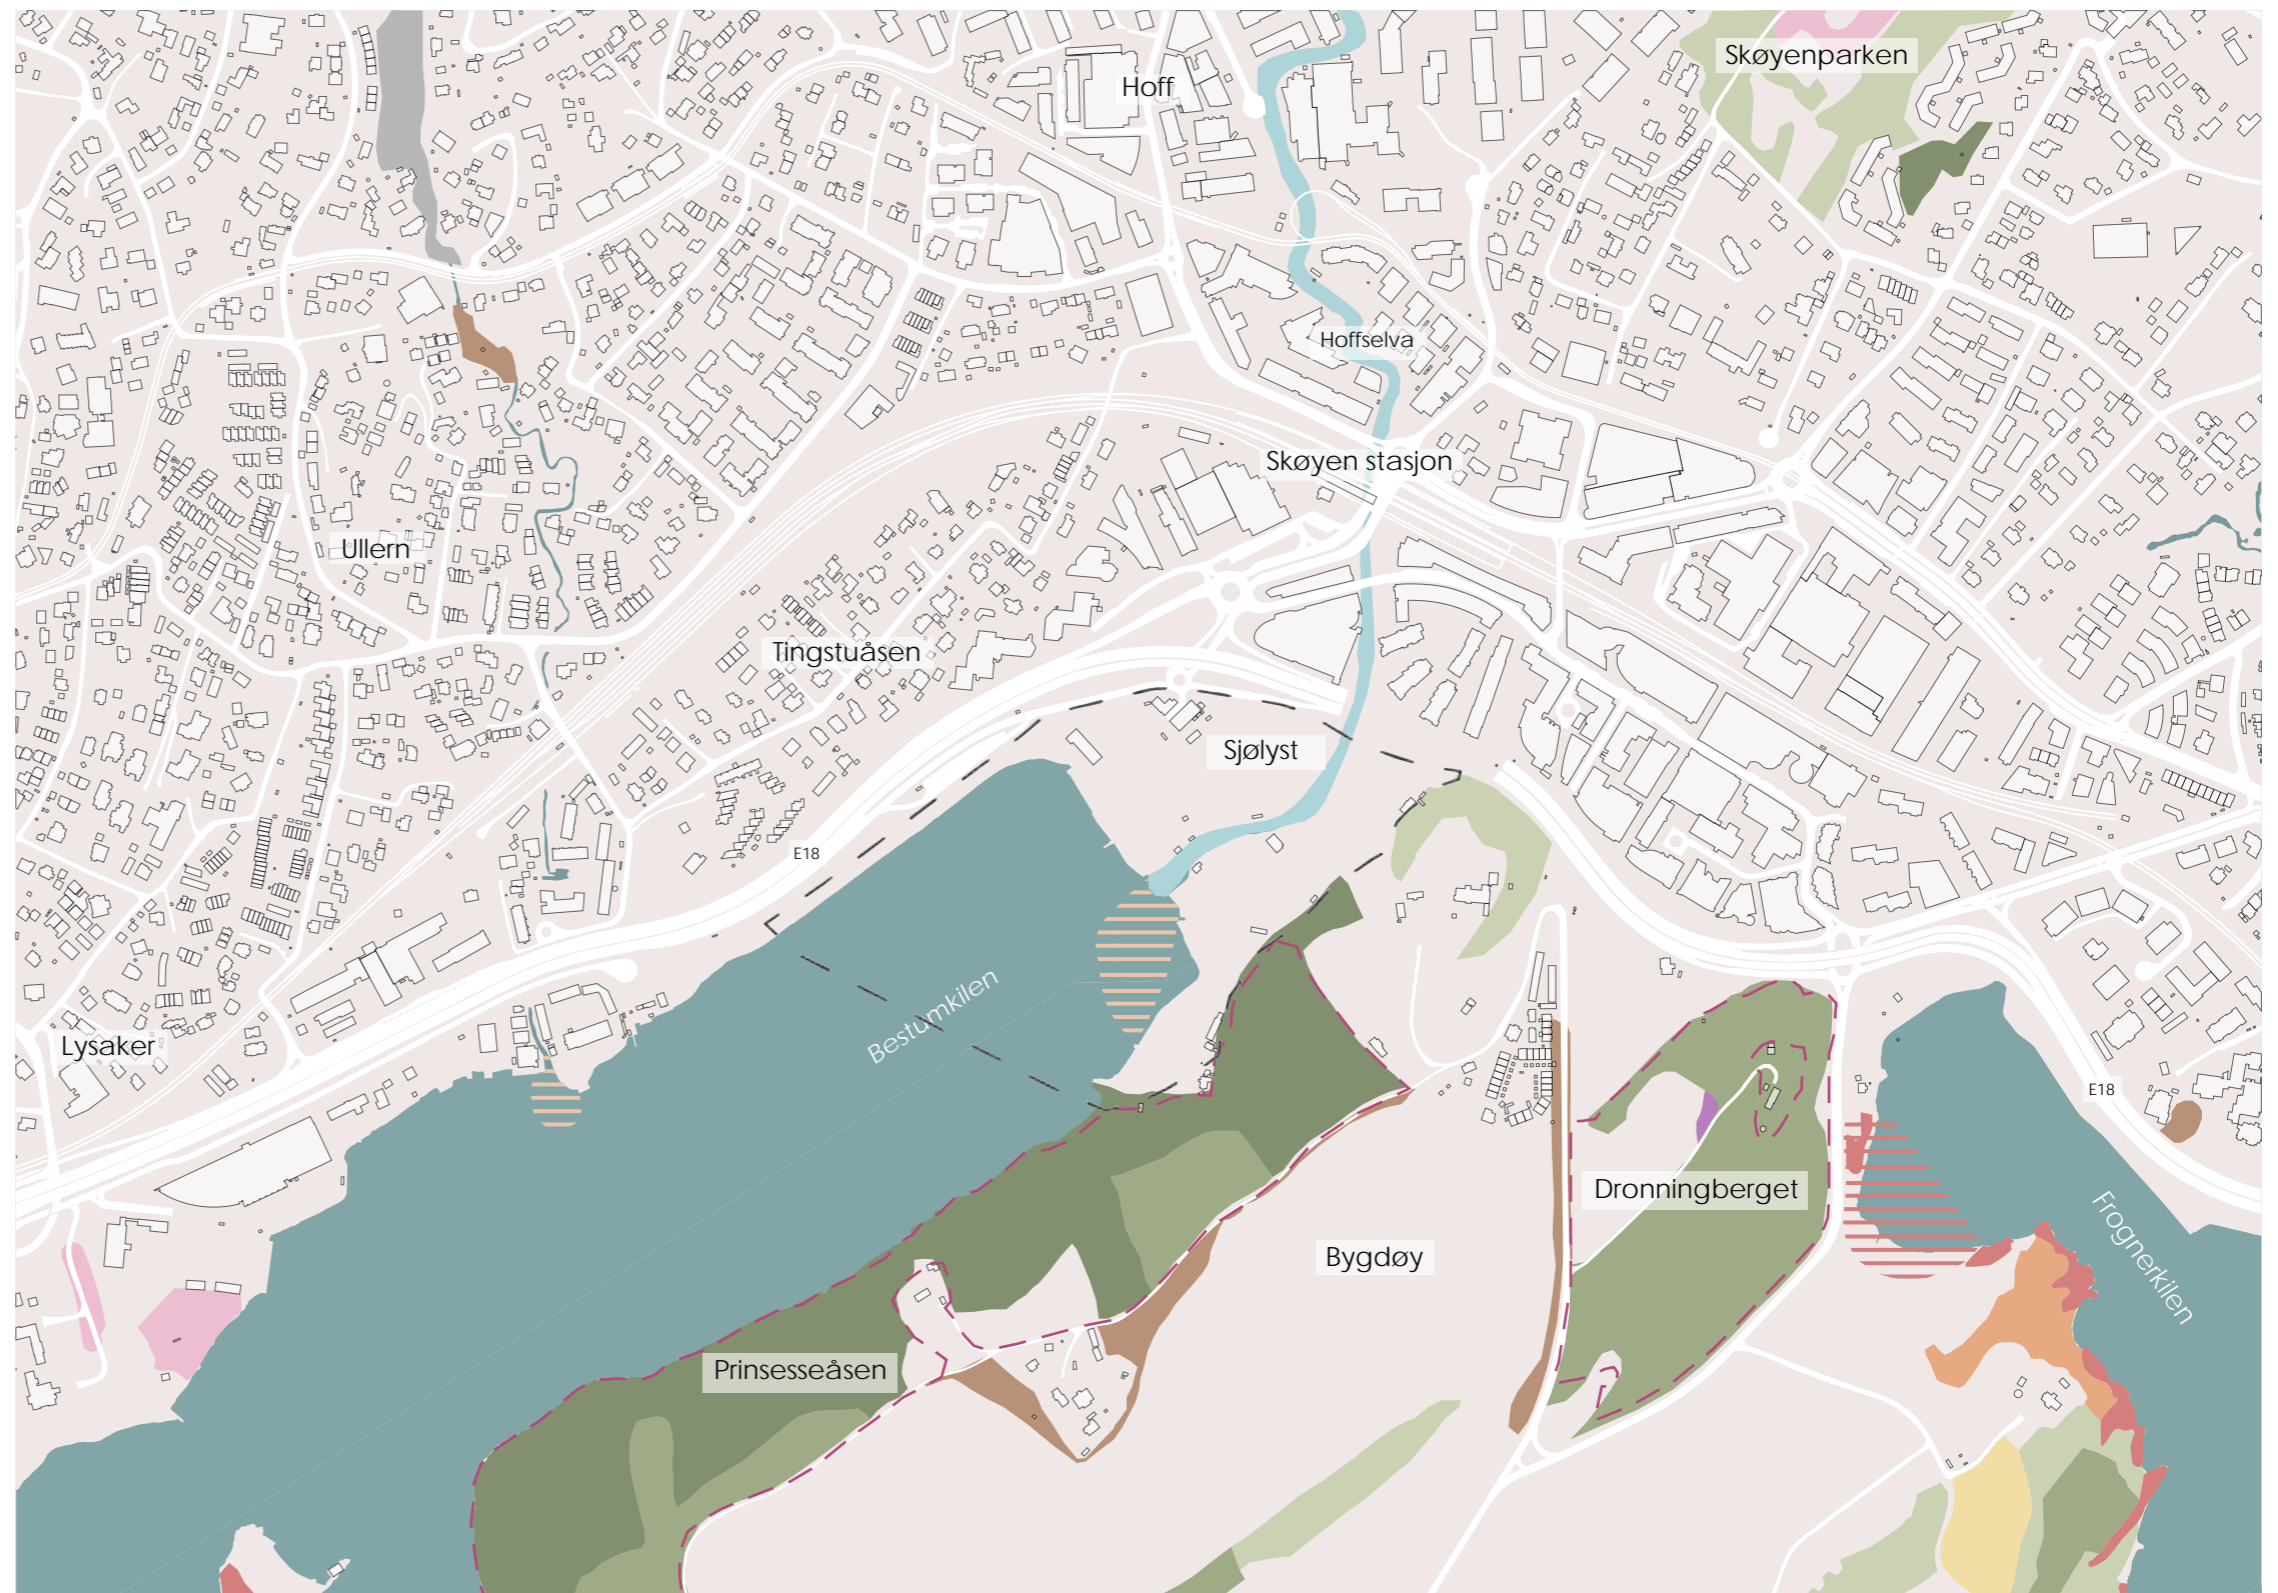 Skøyenparken
Hoff
Hoffselva
Skøyen stasjon
Ullern
Tingstuåsen
Sjølyst
E18
Bestumkilen
Lysaker
E18
Dronningberget
Frognerkilen
Bygdøy
Prinsesseåsen